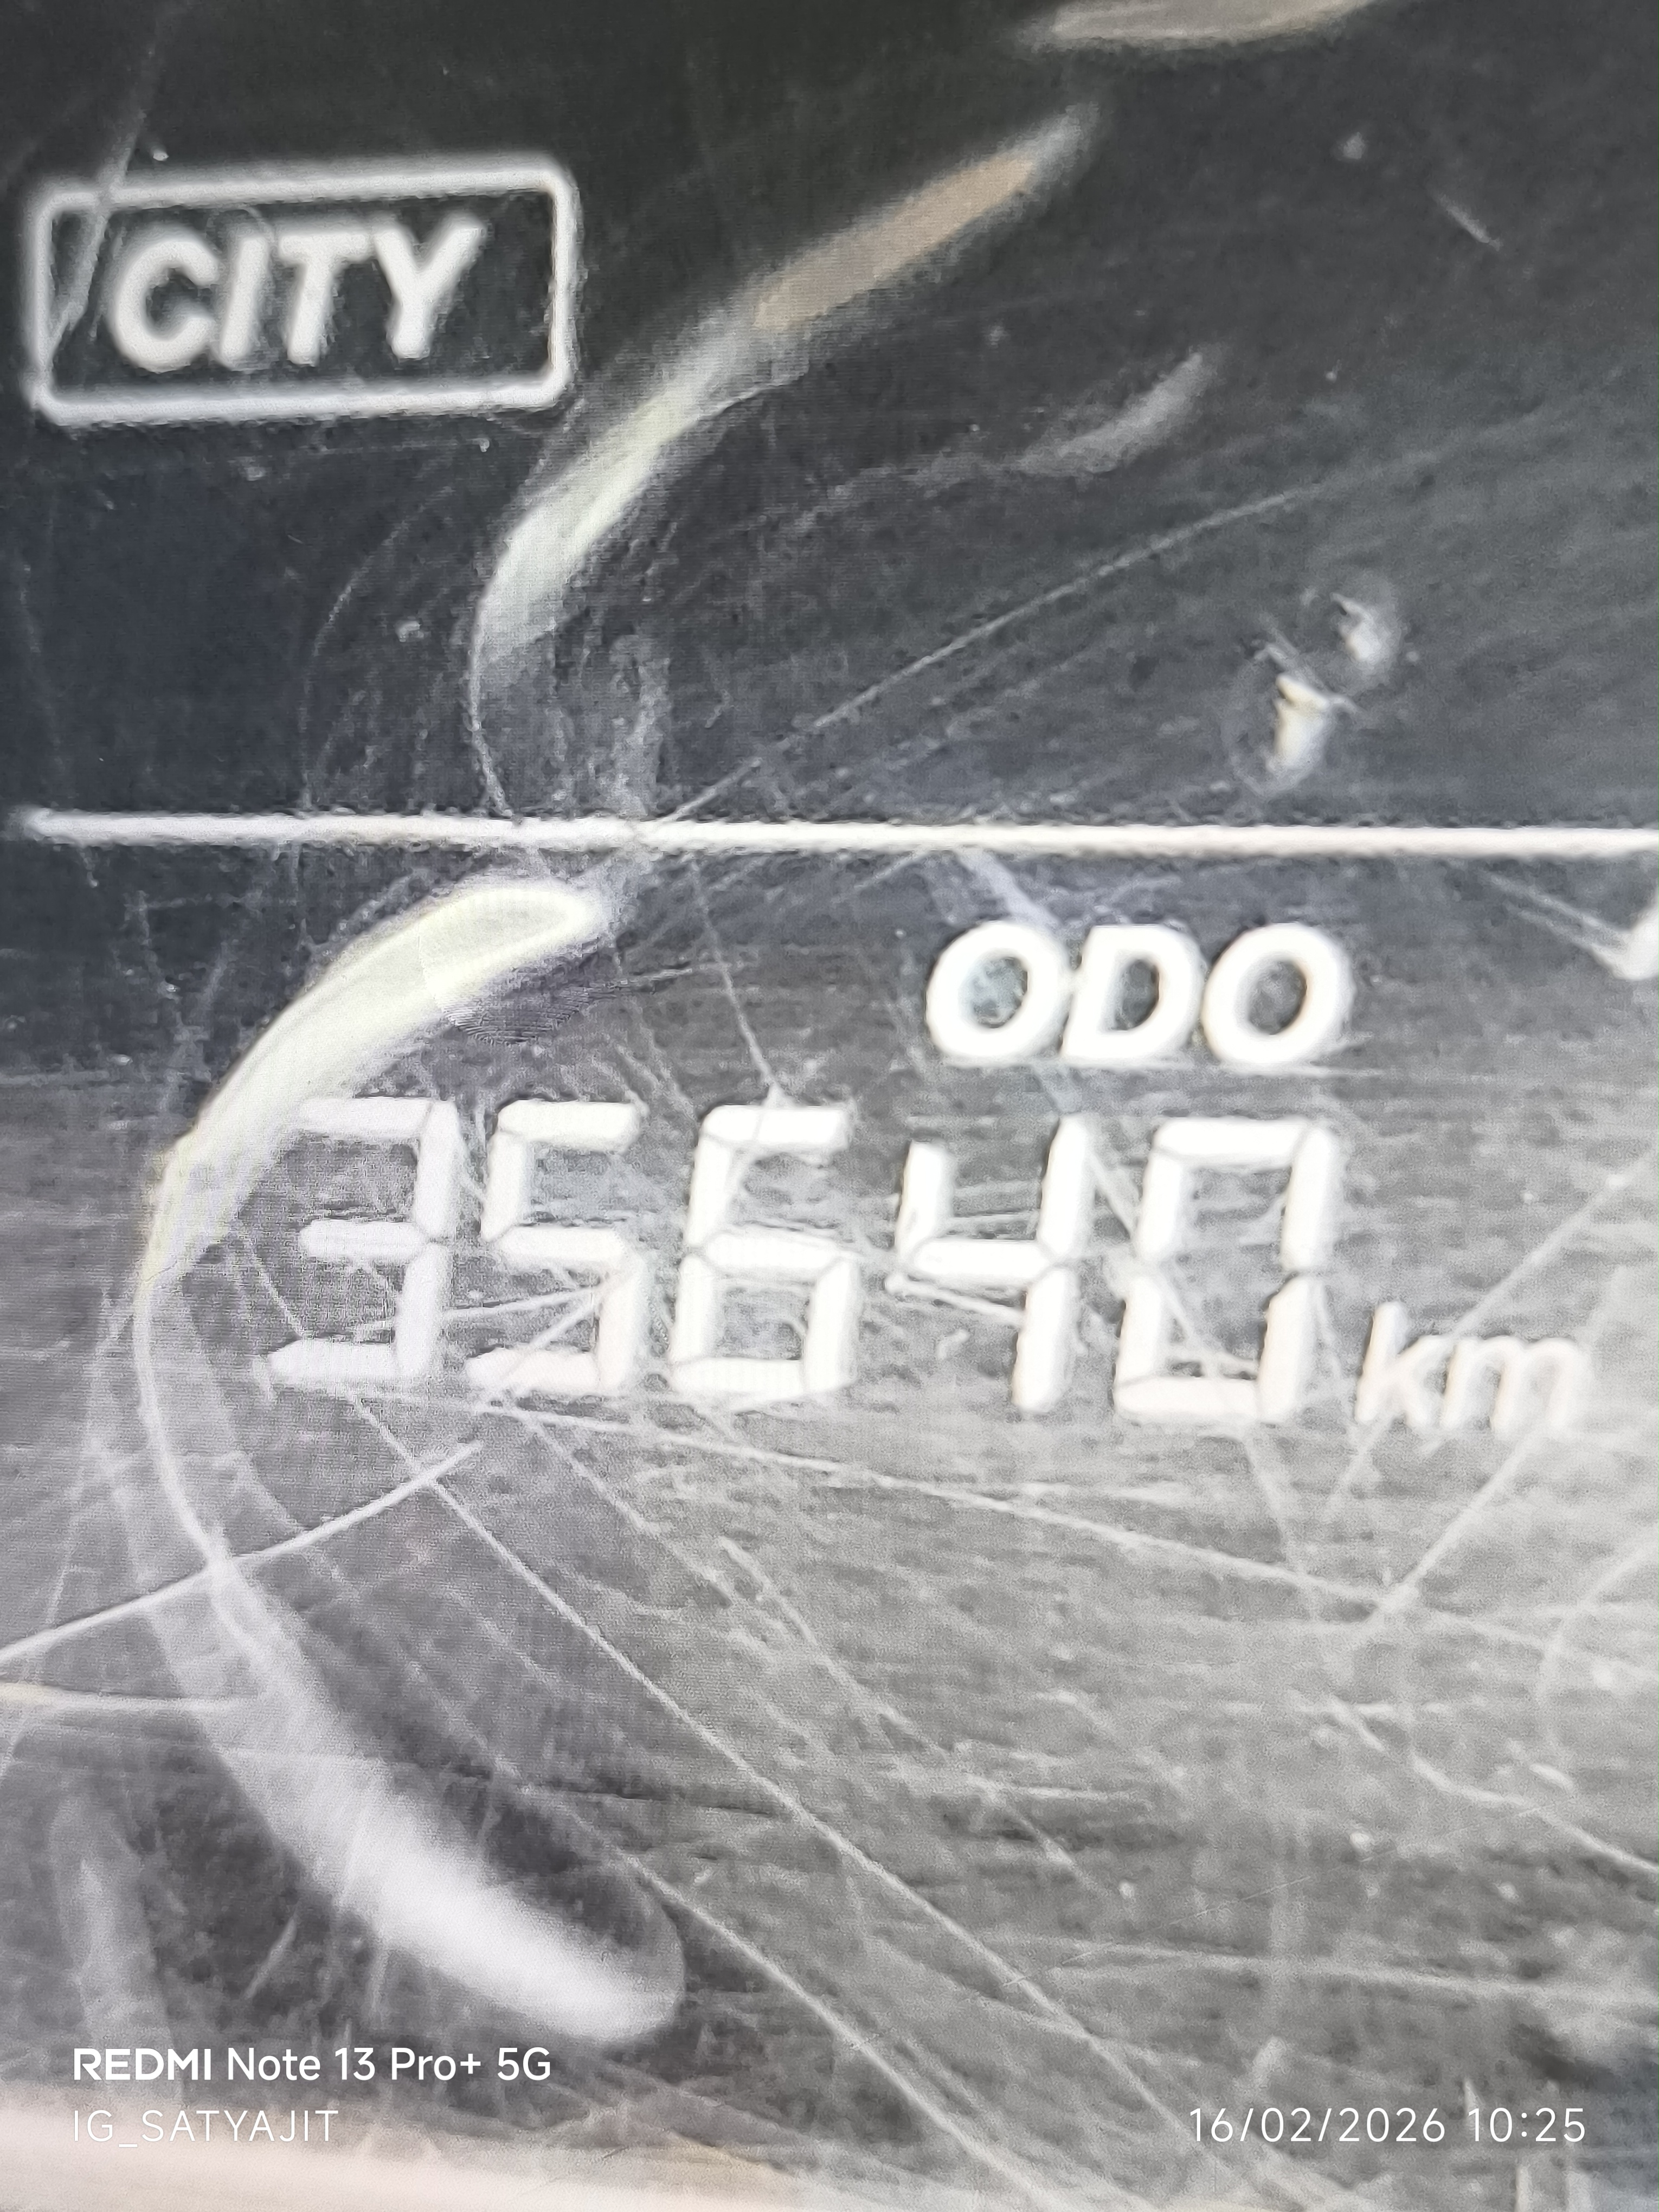 CITY
ODO
35640 km
REDMI Note 13 Pro+ 5G
IG_SATYAJIT
16/02/2026 10:25